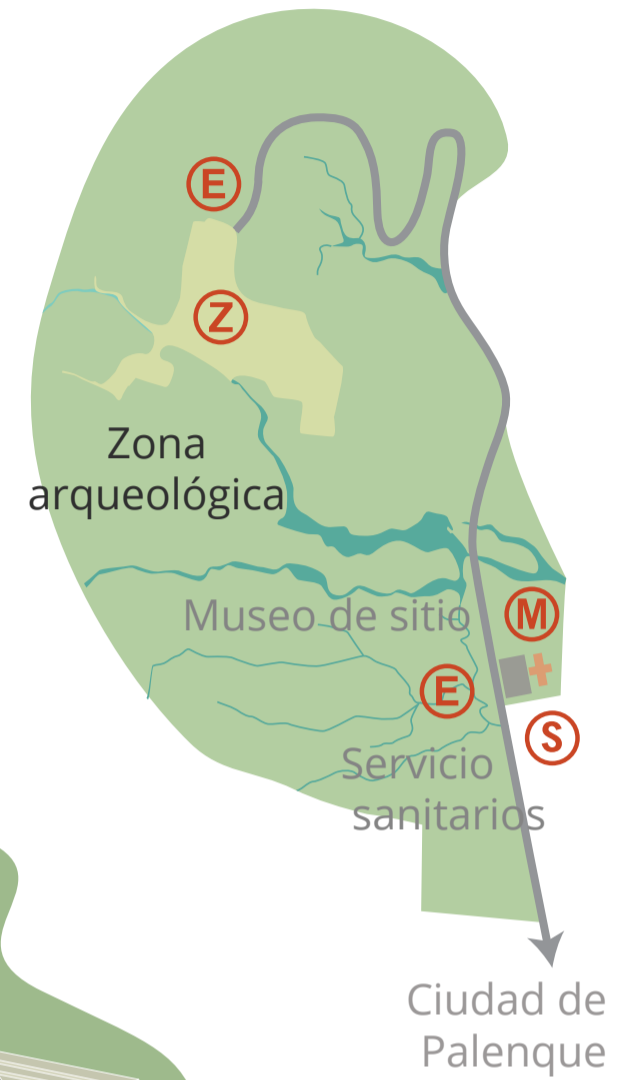 E
Z
Zona
arqueológica
M
Museo de sitio
E
S
Servicio
sanitarios
Ciudad de
Palenque